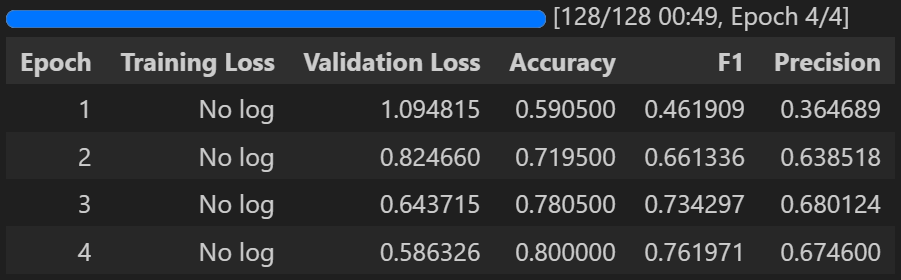 [128/128 00:49, Epoch 4/4]
Epoch Training Loss Validation Loss Accuracy F1 Precision
1 No log 1.094815 0.590500 0.461909 0.364689
2 No log 0.824660 0.719500 0.661336 0.638518
3 No log 0.643715 0.780500 0.734297 0.680124
4 No log 0.586326 0.800000 0.761971 0.674600